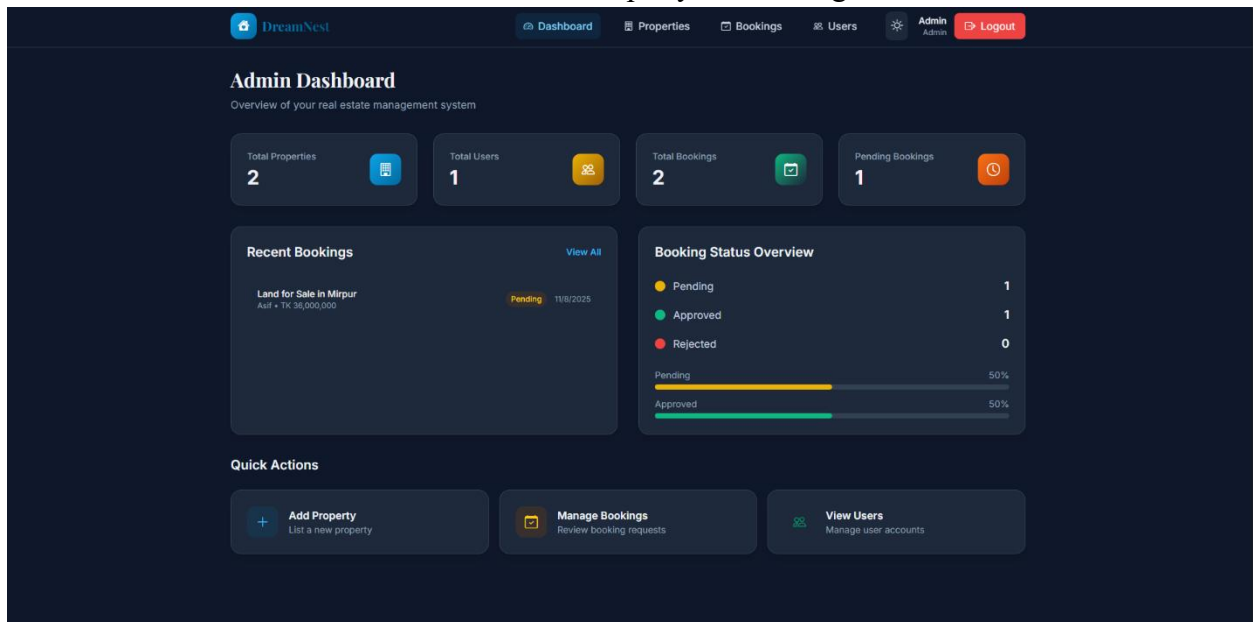 DreamNest
Dashboard Properties Bookings Users Admin Logout
Admin
Admin Dashboard
Overview of your real estate management system
Total Properties Total Users Total Bookings Pending Bookings
2 1 2 1
Recent Bookings View All
Land for Sale in Mirpur
Asif • TK 36,000,000
Pending 11/8/2025
Booking Status Overview
Pending 1
Approved 1
Rejected 0
Pending 50%
Approved 50%
Quick Actions
Add Property
List a new property
Manage Bookings
Review booking requests
View Users
Manage user accounts